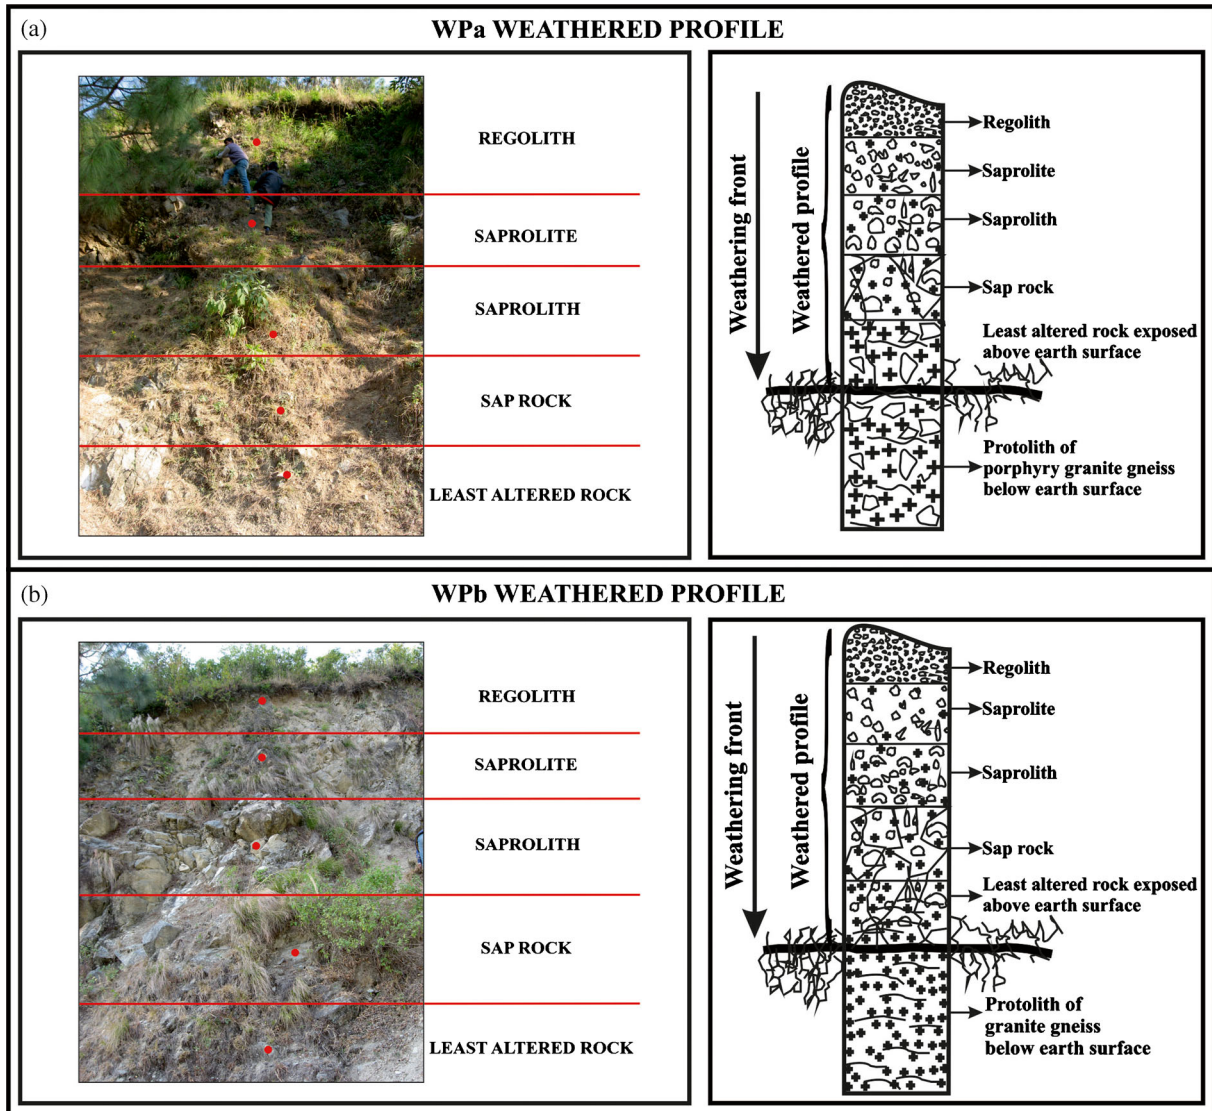 (a)
WPa WEATHERED PROFILE
REGOLITH
SAPROLITE
SAPROLITH
SAP ROCK
LEAST ALTERED ROCK
Weathering front
Weathered profile
Regolith
Saprolite
Saprolith
Sap rock
Least altered rock exposed
above earth surface
Protolith of
porphyry granite gneiss
below earth surface
(b)
WPb WEATHERED PROFILE
REGOLITH
SAPROLITE
SAPROLITH
SAP ROCK
LEAST ALTERED ROCK
Weathering front
Weathered profile
Regolith
Saprolite
Saprolith
Sap rock
Least altered rock exposed
above earth surface
Protolith of
granite gneiss
below earth surface